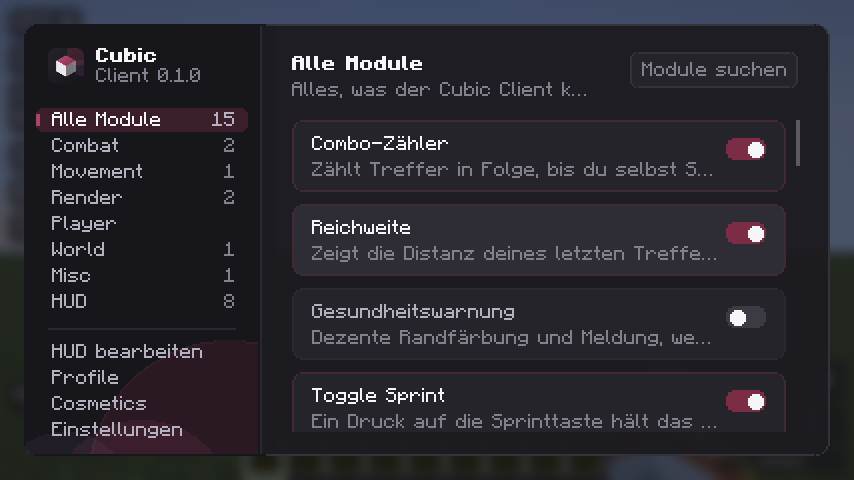 Cubic
Client 0.1.0
Alle Module 15
Combat 2
Movement 1
Render 2
Player
World 1
Misc 1
HUD 8
HUD bearbeiten
Profile
Cosmetics
Einstellungen
Alle Module
Alles, was der Cubic Client k...
Module suchen
Combo-Zähler
Zählt Treffer in Folge, bis du selbst S...
Reichweite
Zeigt die Distanz deines letzten Treffe...
Gesundheitswarnung
Dezente Randfärbung und Meldung, we...
Toggle Sprint
Ein Druck auf die Sprinttaste hält das ...